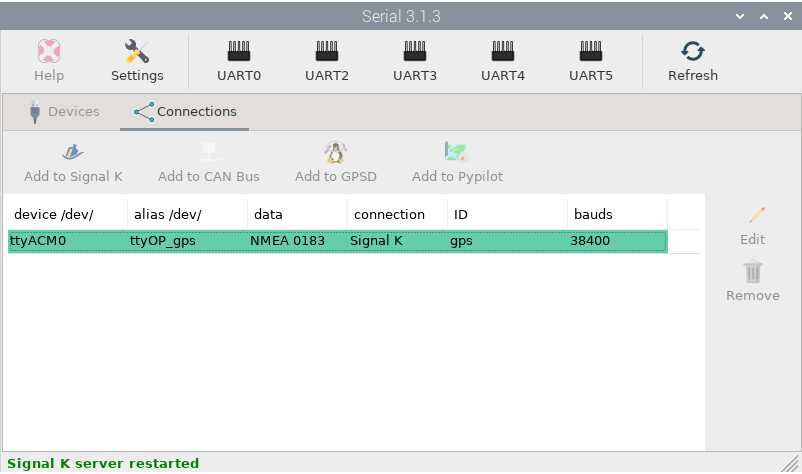 Serial 3.1.3
Help Settings UART0 UART2 UART3 UART4 UART5 Refresh
Devices Connections
Add to Signal K Add to CAN Bus Add to GPSD Add to Pypilot
device /dev/ alias /dev/ data connection ID bauds
ttyACM0 ttyOP_gps NMEA 0183 Signal K gps 38400
Edit
Remove
Signal K server restarted